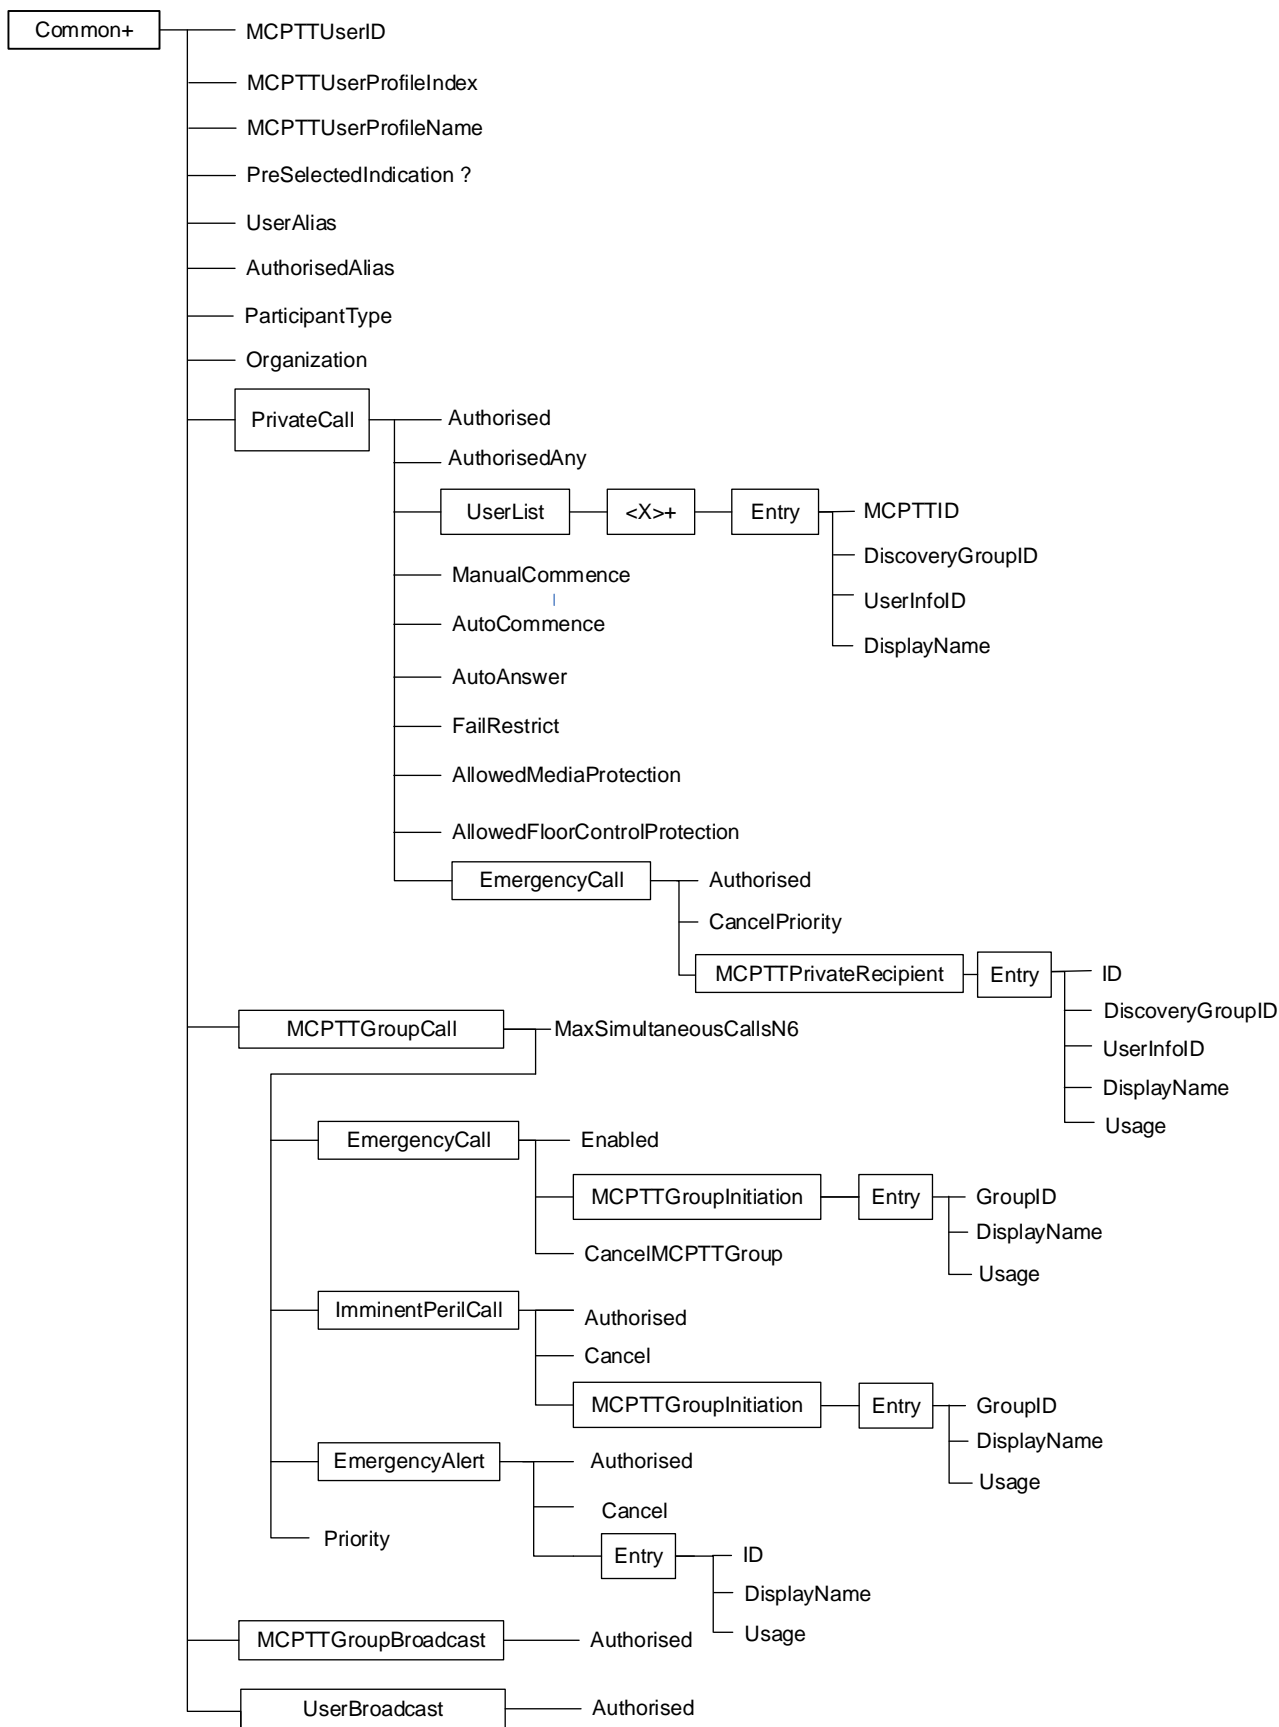 Common+
MCPTTUserID
MCPTTUserProfileIndex
MCPTTUserProfileName
PreSelectedIndication ?
UserAlias
AuthorisedAlias
ParticipantType
Organization
PrivateCall
Authorised
AuthorisedAny
UserList
<X>+
Entry
MCPTTID
DiscoveryGroupID
UserInfoID
DisplayName
ManualCommence
AutoCommence
AutoAnswer
FailRestrict
AllowedMediaProtection
AllowedFloorControlProtection
EmergencyCall
Authorised
CancelPriority
MCPTTPrivateRecipient
Entry
ID
DiscoveryGroupID
UserInfoID
DisplayName
Usage
MCPTTGroupCall
MaxSimultaneousCallsN6
EmergencyCall
Enabled
MCPTTGroupInitiation
Entry
GroupID
DisplayName
Usage
CancelMCPTTGroup
ImminentPerilCall
Authorised
Cancel
MCPTTGroupInitiation
Entry
GroupID
DisplayName
Usage
EmergencyAlert
Authorised
Cancel
Entry
ID
DisplayName
Usage
Priority
MCPTTGroupBroadcast
Authorised
UserBroadcast
Authorised